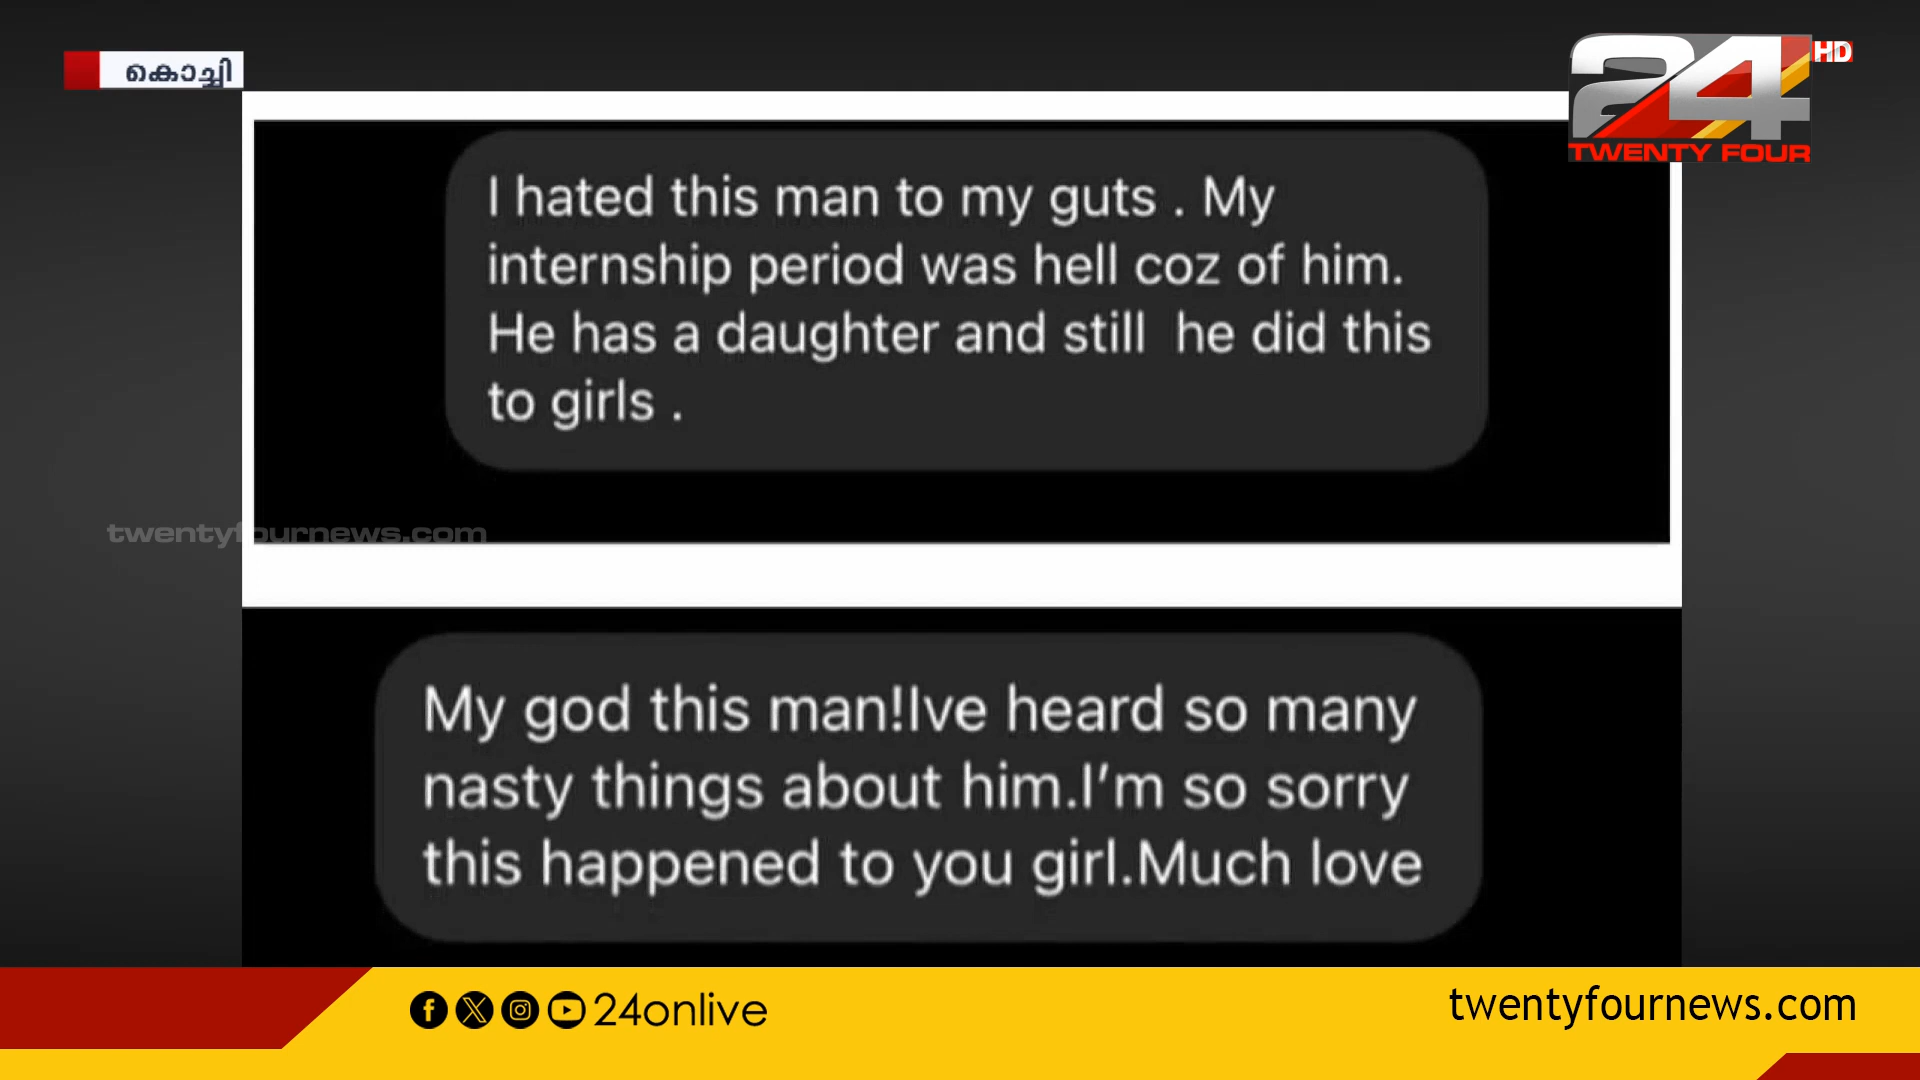 കൊച്ചി
24 HD
TWENTY FOUR
I hated this man to my guts . My
internship period was hell coz of him.
He has a daughter and still  he did this
to girls .
twentyfournews.com
My god this man!Ive heard so many
nasty things about him.I’m so sorry
this happened to you girl.Much love
24onlive
twentyfournews.com